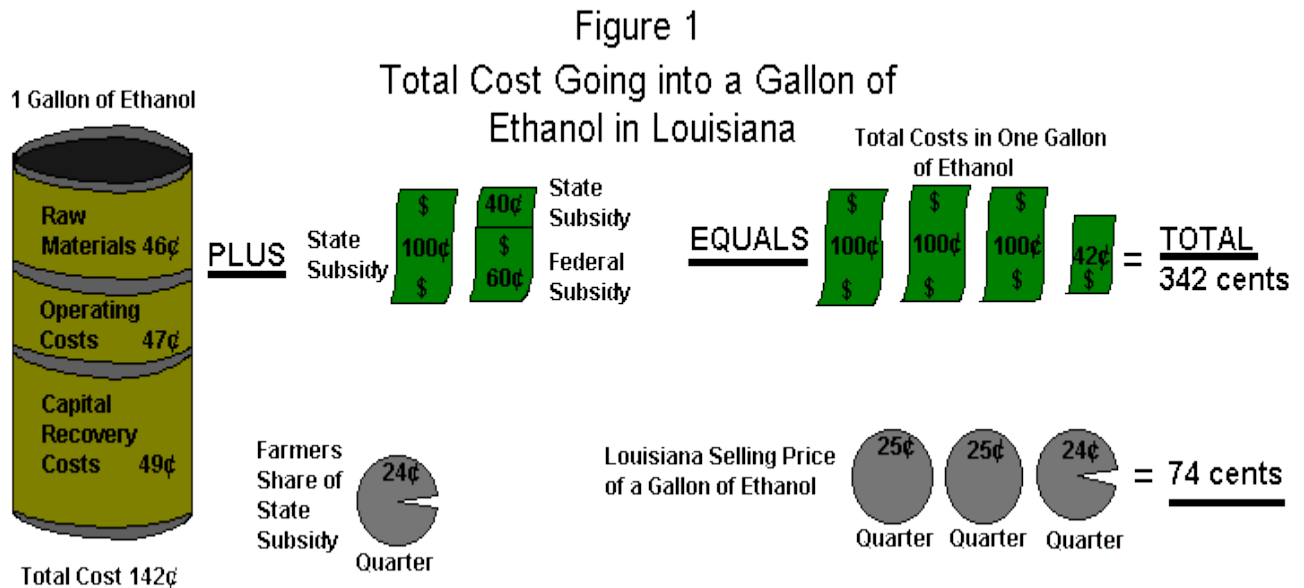 Figure 1
Total Cost Going into a Gallon of
Ethanol in Louisiana
1 Gallon of Ethanol
Raw
Materials 46¢
Operating
Costs 47¢
Capital
Recovery
Costs 49¢
Total Cost 142¢
PLUS
State
Subsidy
$
100¢
$
40¢
$
60¢
State
Subsidy
Federal
Subsidy
EQUALS
Total Costs in One Gallon
of Ethanol
$
100¢
$
$
100¢
$
$
100¢
$
42¢
$
= TOTAL
342 cents
Farmers
Share of
State
Subsidy
24¢
Quarter
Louisiana Selling Price
of a Gallon of Ethanol
25¢ 25¢ 24¢
Quarter Quarter Quarter
= 74 cents